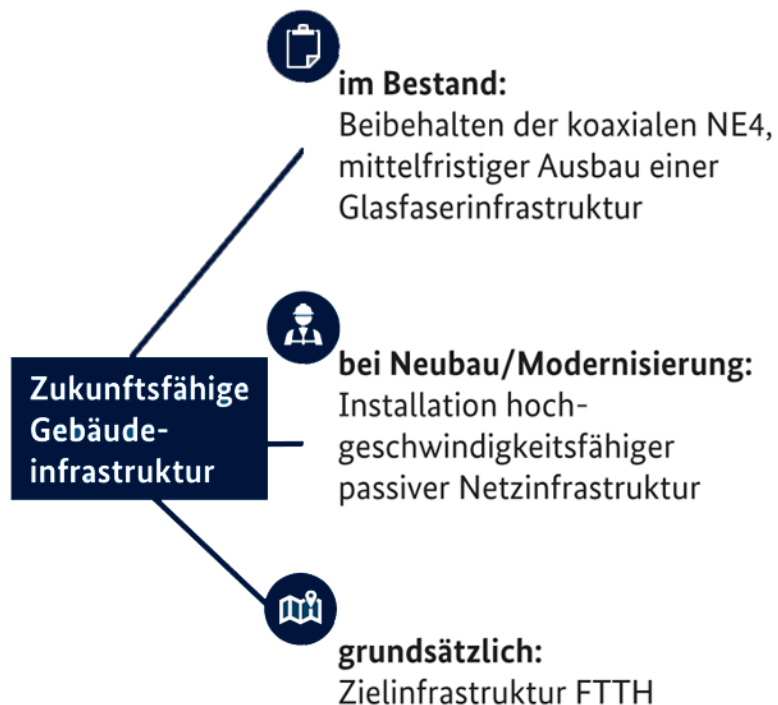 im Bestand:
Beibehalten der koaxialen NE4,
mittelfristiger Ausbau einer
Glasfaserinfrastruktur
Zukunftsfähige
Gebäude-
infrastruktur
bei Neubau/Modernisierung:
Installation hoch-
geschwindigkeitsfähiger
passiver Netzinfrastruktur
grundsätzlich:
Zielinfrastruktur FTTH